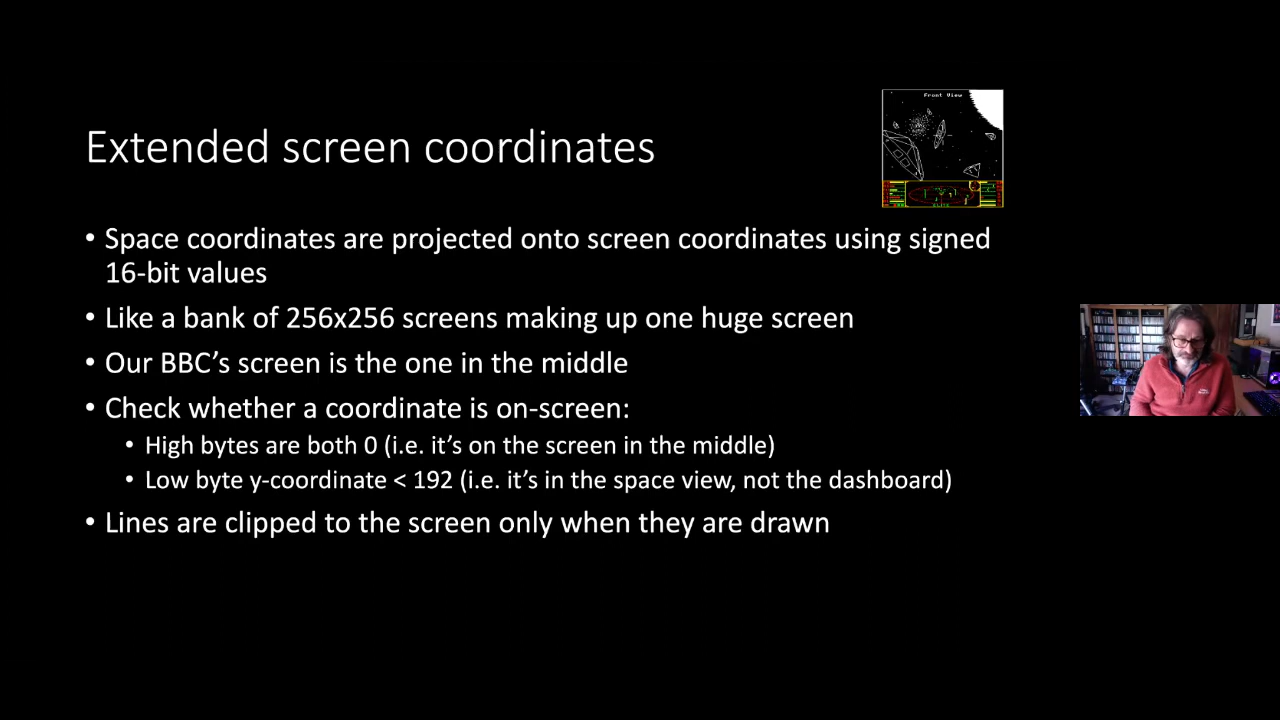 Front View
Extended screen coordinates
• Space coordinates are projected onto screen coordinates using signed
16-bit values
• Like a bank of 256x256 screens making up one huge screen
• Our BBC’s screen is the one in the middle
• Check whether a coordinate is on-screen:
• High bytes are both 0 (i.e. it’s on the screen in the middle)
• Low byte y-coordinate < 192 (i.e. it’s in the space view, not the dashboard)
• Lines are clipped to the screen only when they are drawn